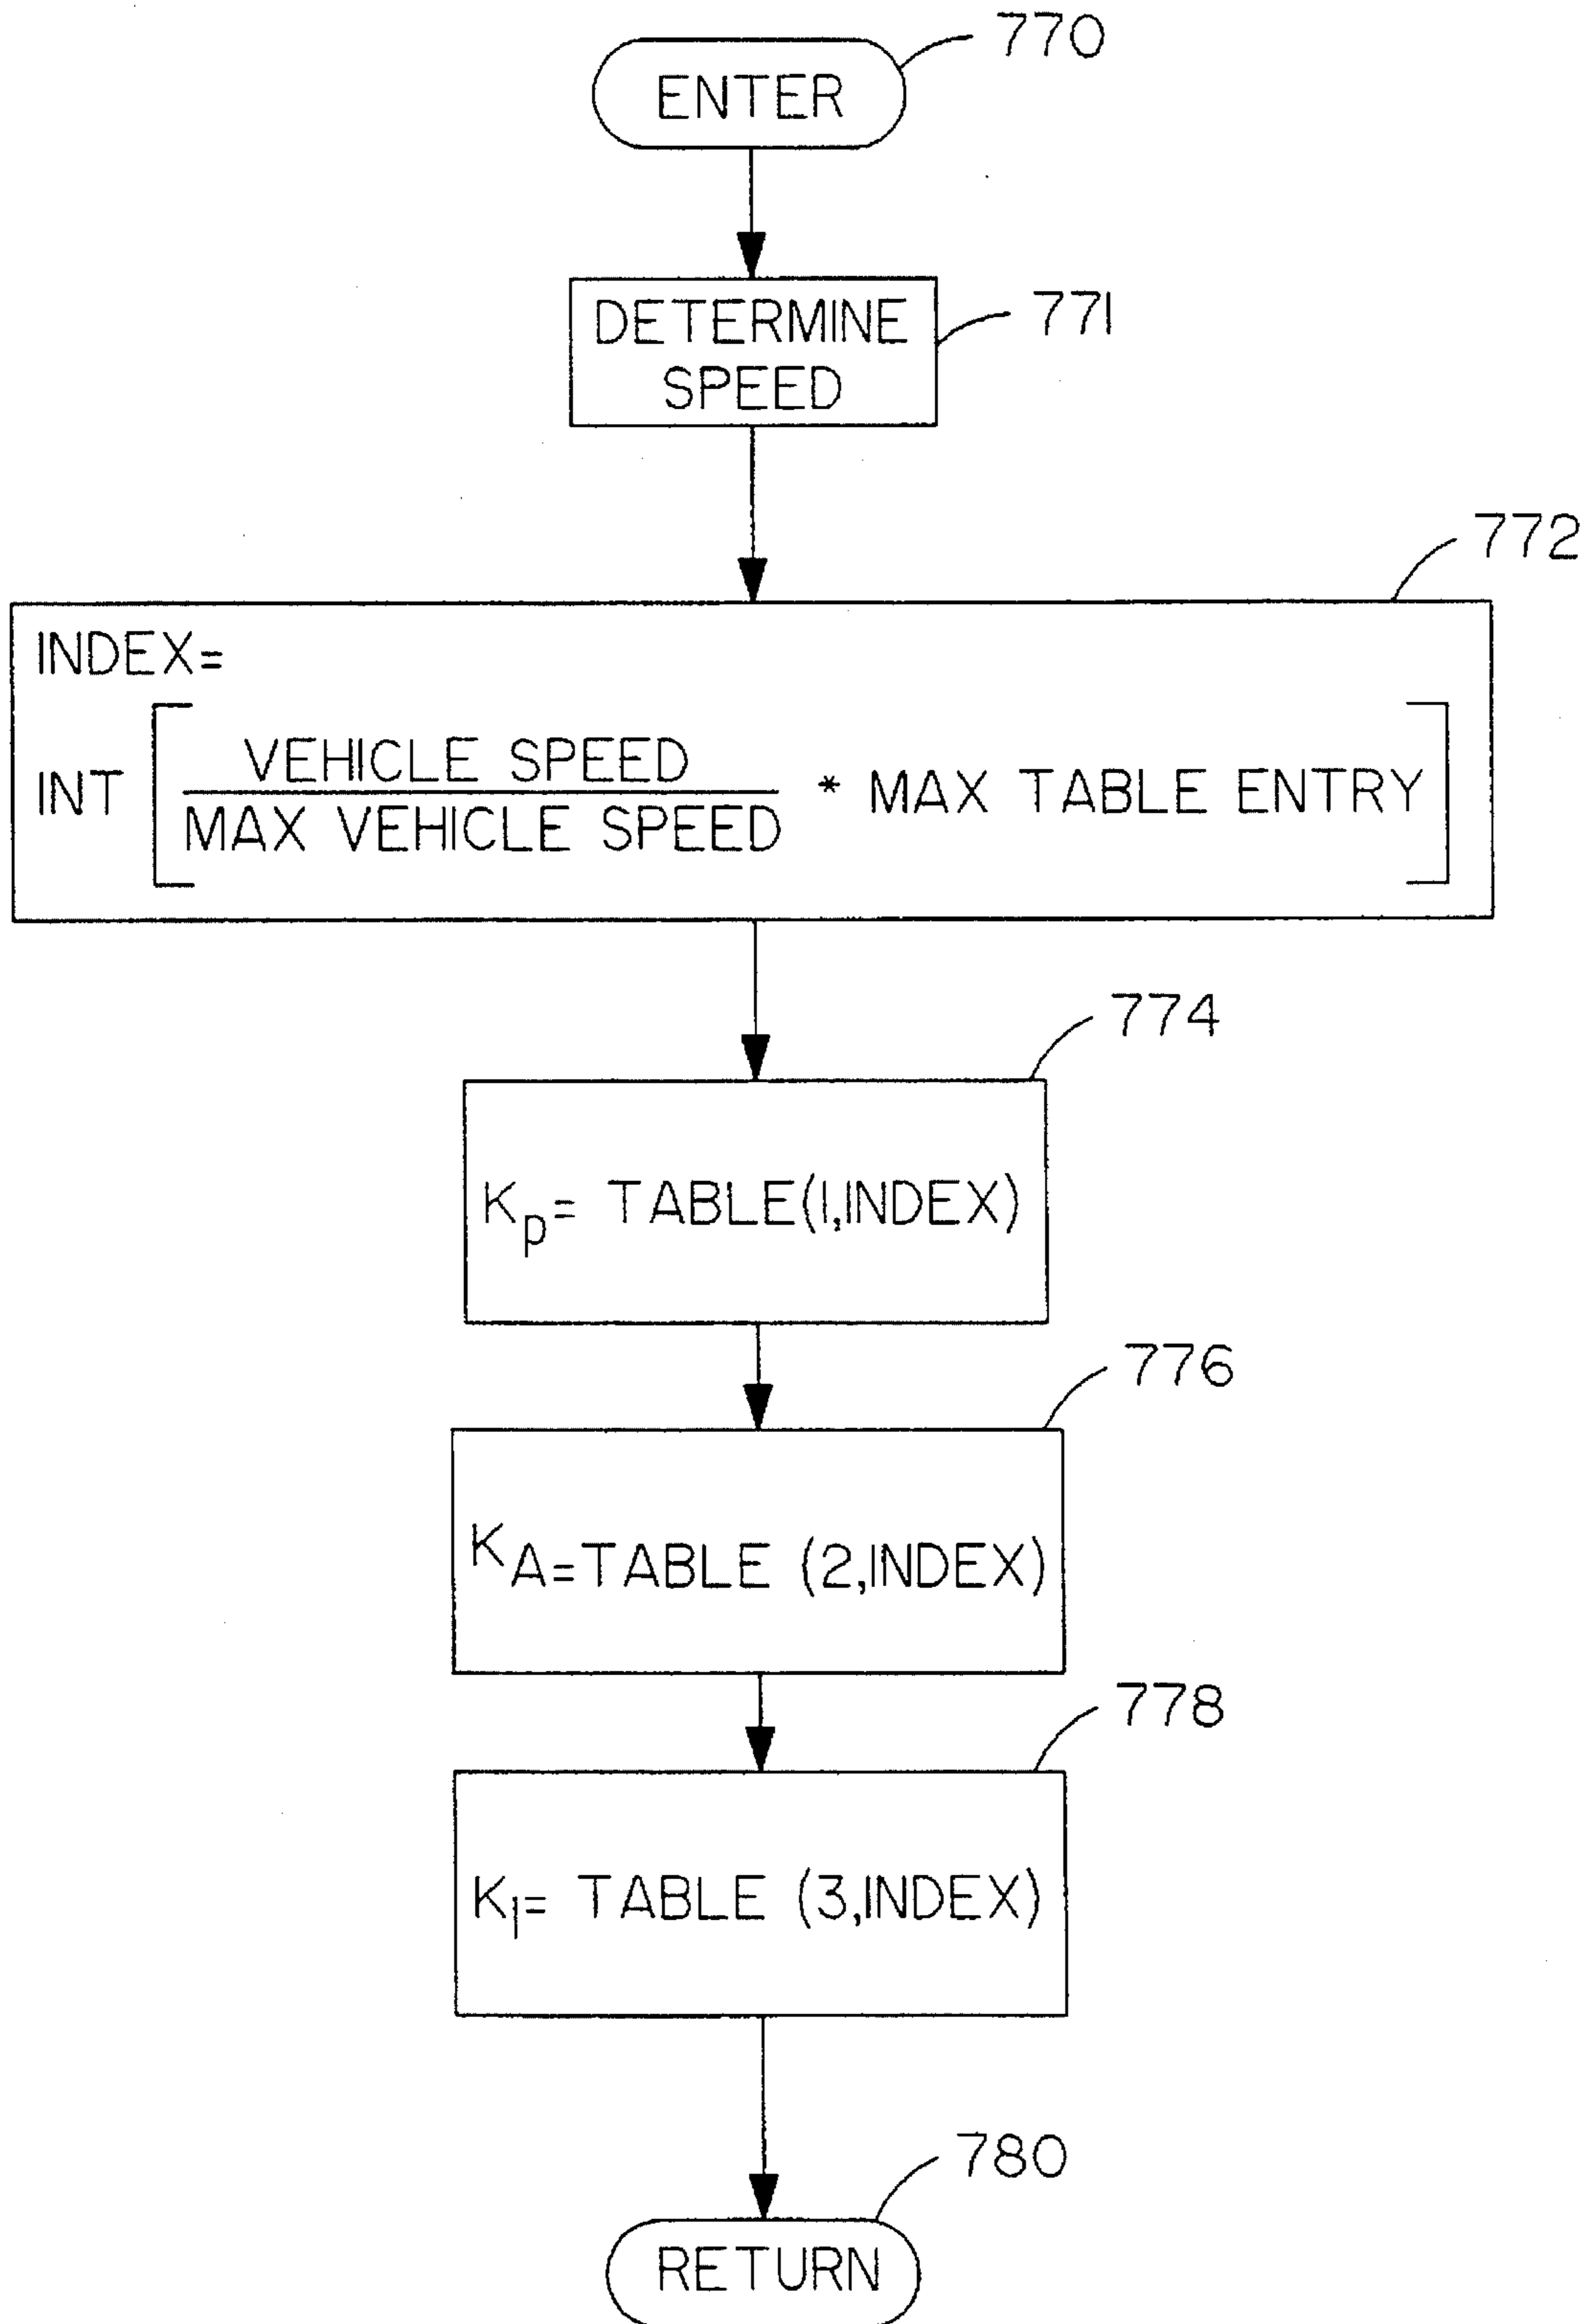 770
ENTER
771
DETERMINE
SPEED
772
INDEX=
INT [ VEHICLE SPEED
MAX VEHICLE SPEED * MAX TABLE ENTRY ]
774
Kp= TABLE(1,INDEX)
776
KA=TABLE (2,INDEX)
778
KI= TABLE (3,INDEX)
780
RETURN